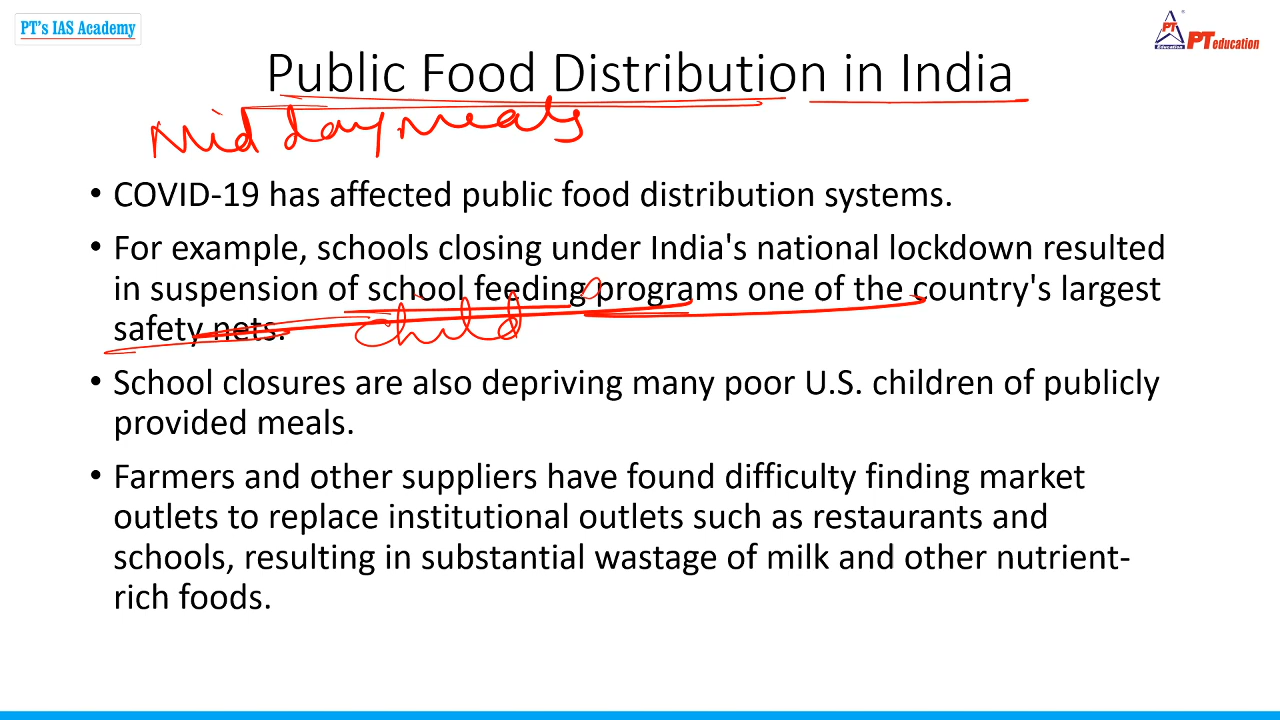 PT's IAS Academy
PT
Education
PT education
Public Food Distribution in India
Mid day meals
• COVID-19 has affected public food distribution systems.
• For example, schools closing under India's national lockdown resulted
in suspension of school feeding programs one of the country's largest
safety nets.
child
• School closures are also depriving many poor U.S. children of publicly
provided meals.
• Farmers and other suppliers have found difficulty finding market
outlets to replace institutional outlets such as restaurants and
schools, resulting in substantial wastage of milk and other nutrient-
rich foods.